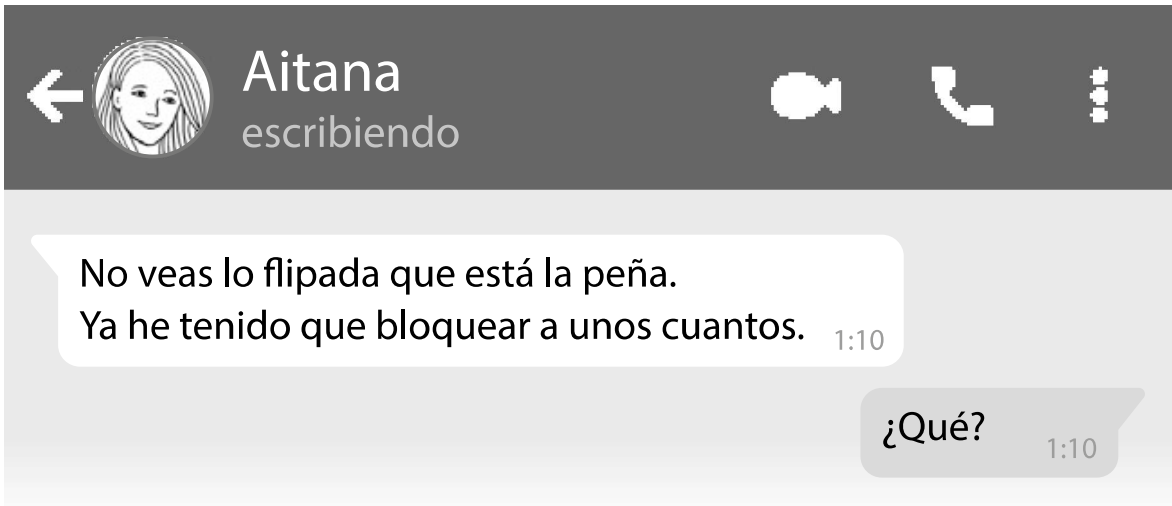 Aitana
escribiendo
No veas lo flipada que está la peña.
Ya he tenido que bloquear a unos cuantos. 1:10
¿Qué? 1:10